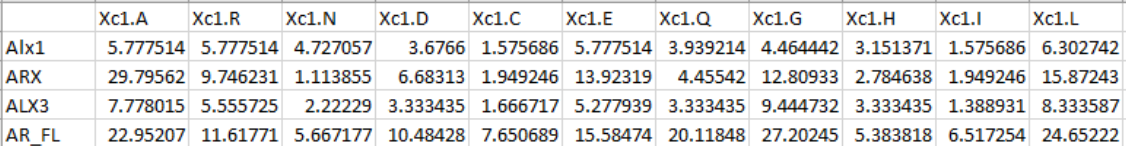 Xc1.A Xc1.R Xc1.N Xc1.D Xc1.C Xc1.E Xc1.Q Xc1.G Xc1.H Xc1.I Xc1.L
Alx1 5.777514 5.777514 4.727057 3.6766 1.575686 5.777514 3.939214 4.464442 3.151371 1.575686 6.302742
ARX 29.79562 9.746231 1.113855 6.68313 1.949246 13.92319 4.45542 12.80933 2.784638 1.949246 15.87243
ALX3 7.778015 5.555725 2.22229 3.333435 1.666717 5.277939 3.333435 9.444732 3.333435 1.388931 8.333587
AR_FL 22.95207 11.61771 5.667177 10.48428 7.650689 15.58474 20.11848 27.20245 5.383818 6.517254 24.65222